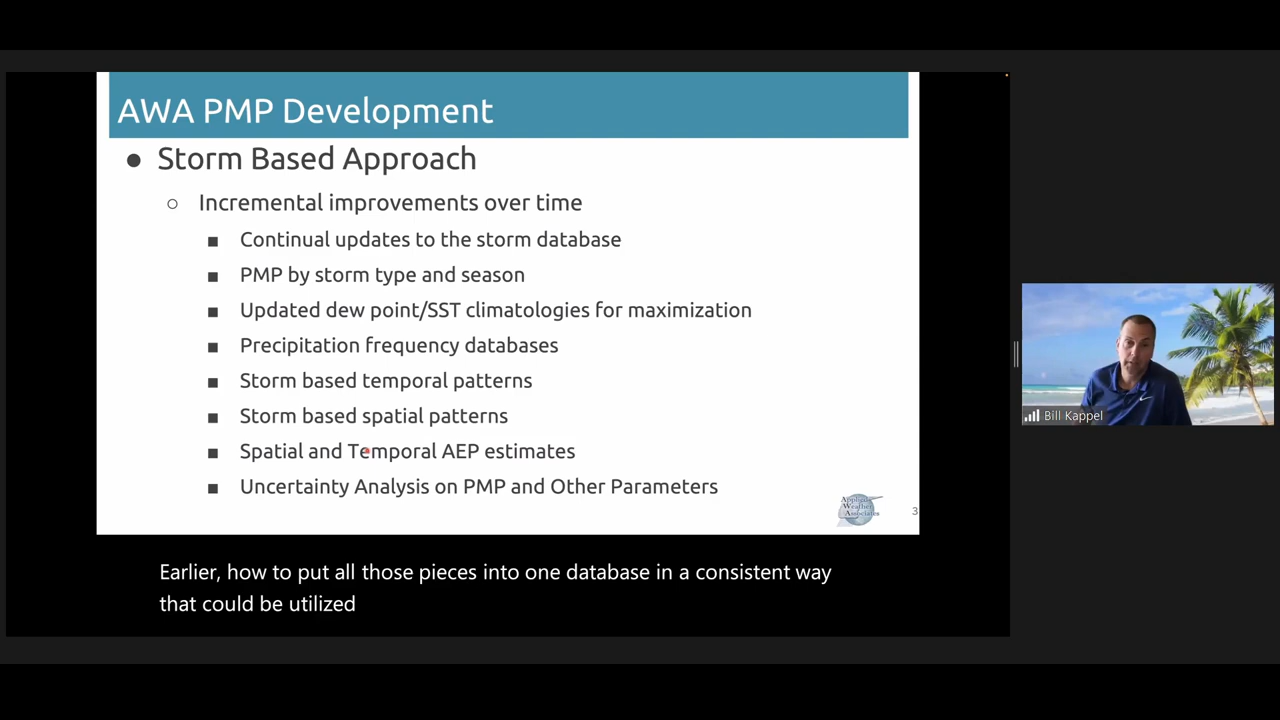 AWA PMP Development
● Storm Based Approach
○ Incremental improvements over time
■ Continual updates to the storm database
■ PMP by storm type and season
■ Updated dew point/SST climatologies for maximization
■ Precipitation frequency databases
■ Storm based temporal patterns
■ Storm based spatial patterns
■ Spatial and Temporal AEP estimates
■ Uncertainty Analysis on PMP and Other Parameters
Applied
Weather
Associates
3
Earlier, how to put all those pieces into one database in a consistent way
that could be utilized
Bill Kappel